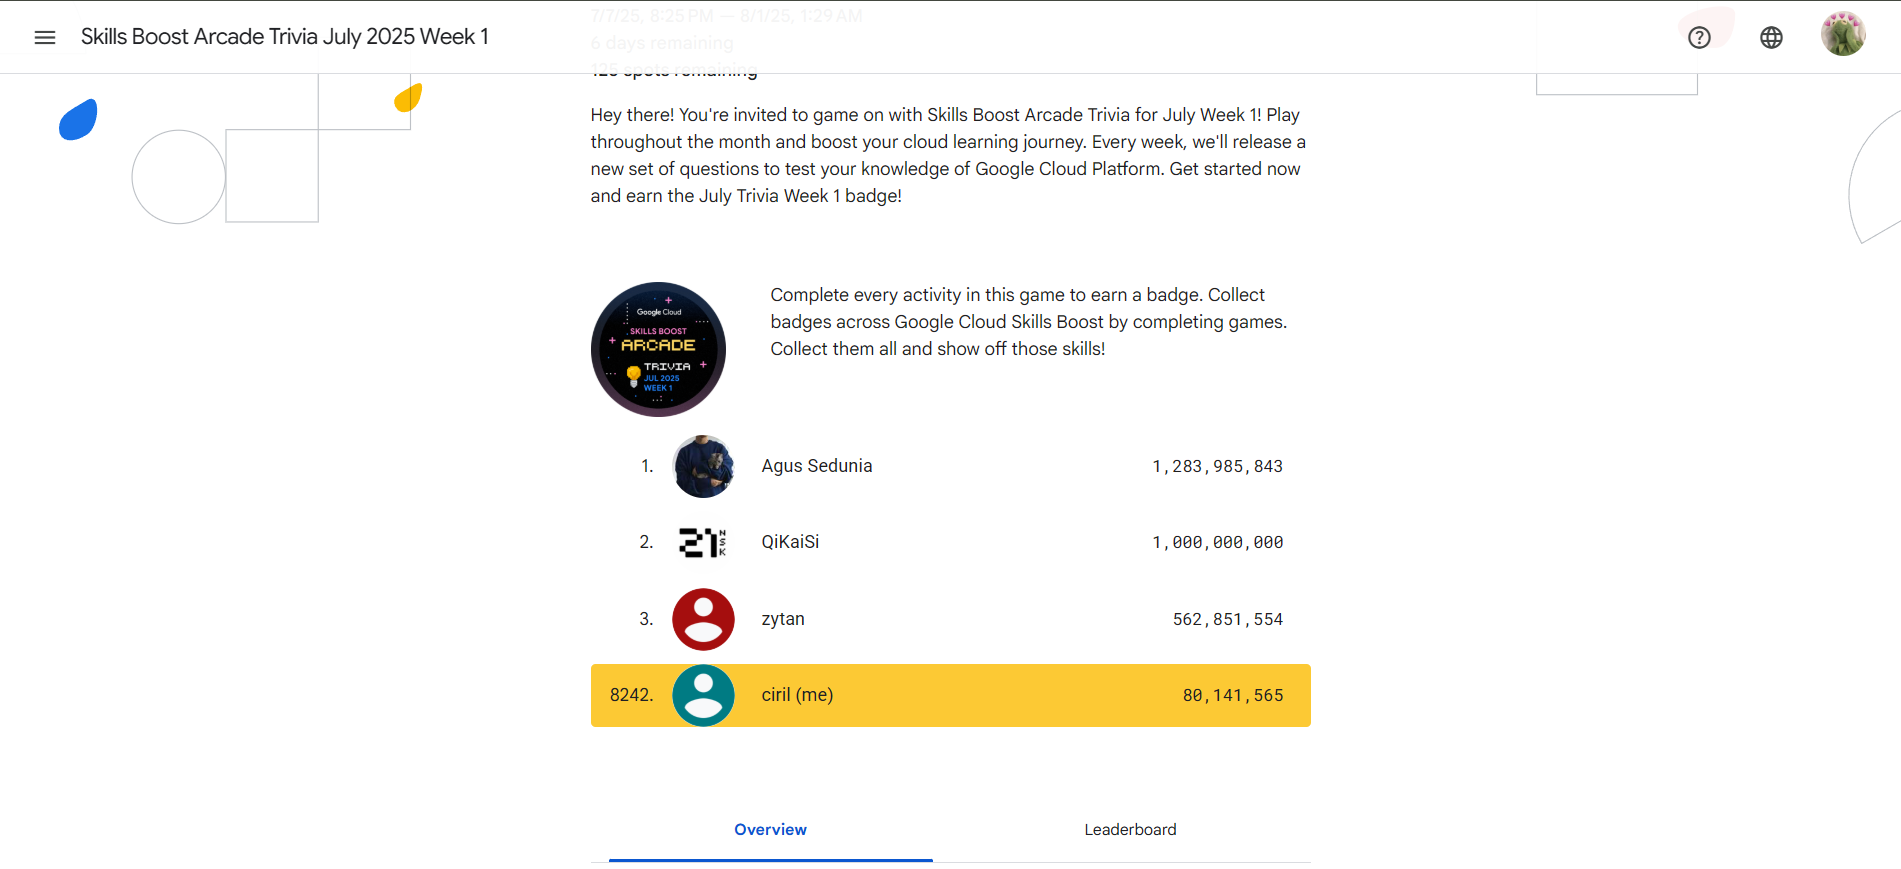 Skills Boost Arcade Trivia July 2025 Week 1
7/7/25, 8:25 PM — 8/1/25, 1:29 AM
6 days remaining
125 spots remaining
Hey there! You're invited to game on with Skills Boost Arcade Trivia for July Week 1! Play
throughout the month and boost your cloud learning journey. Every week, we'll release a
new set of questions to test your knowledge of Google Cloud Platform. Get started now
and earn the July Trivia Week 1 badge!
Google Cloud
SKILLS BOOST
ARCADE
TRIVIA
JUL 2025
WEEK 1
Complete every activity in this game to earn a badge. Collect
badges across Google Cloud Skills Boost by completing games.
Collect them all and show off those skills!
1. Agus Sedunia 1,283,985,843
2. 21 NSK QiKaiSi 1,000,000,000
3. zytan 562,851,554
8242. ciril (me) 80,141,565
Overview Leaderboard